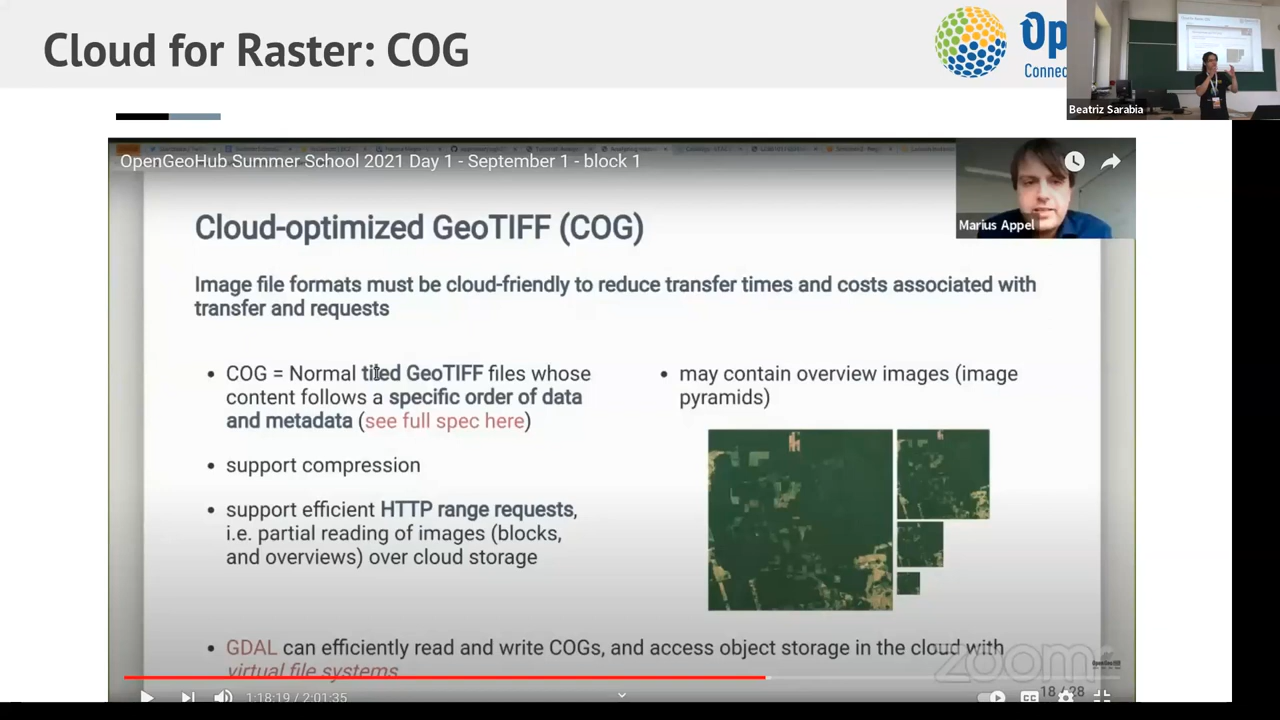 Cloud for Raster: COG
Op
Connec
Beatriz Sarabia
OpenGeoHub Summer School 2021 Day 1 - September 1 - block 1
Marius Appel
Cloud-optimized GeoTIFF (COG)
Image file formats must be cloud-friendly to reduce transfer times and costs associated with
transfer and requests
• COG = Normal tiled GeoTIFF files whose
content follows a specific order of data
and metadata (see full spec here)
• support compression
• support efficient HTTP range requests,
i.e. partial reading of images (blocks,
and overviews) over cloud storage
• may contain overview images (image
pyramids)
• GDAL can efficiently read and write COGs, and access object storage in the cloud with
virtual file systems
zoom
1:18:19 / 2:01:35
CC
18 / 28